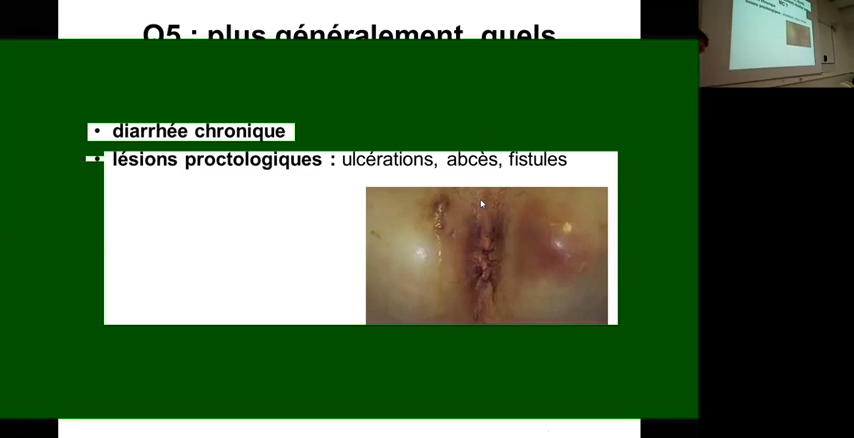 Q5 : plus généralement, quels
• diarrhée chronique
• lésions proctologiques : ulcérations, abcès, fistules